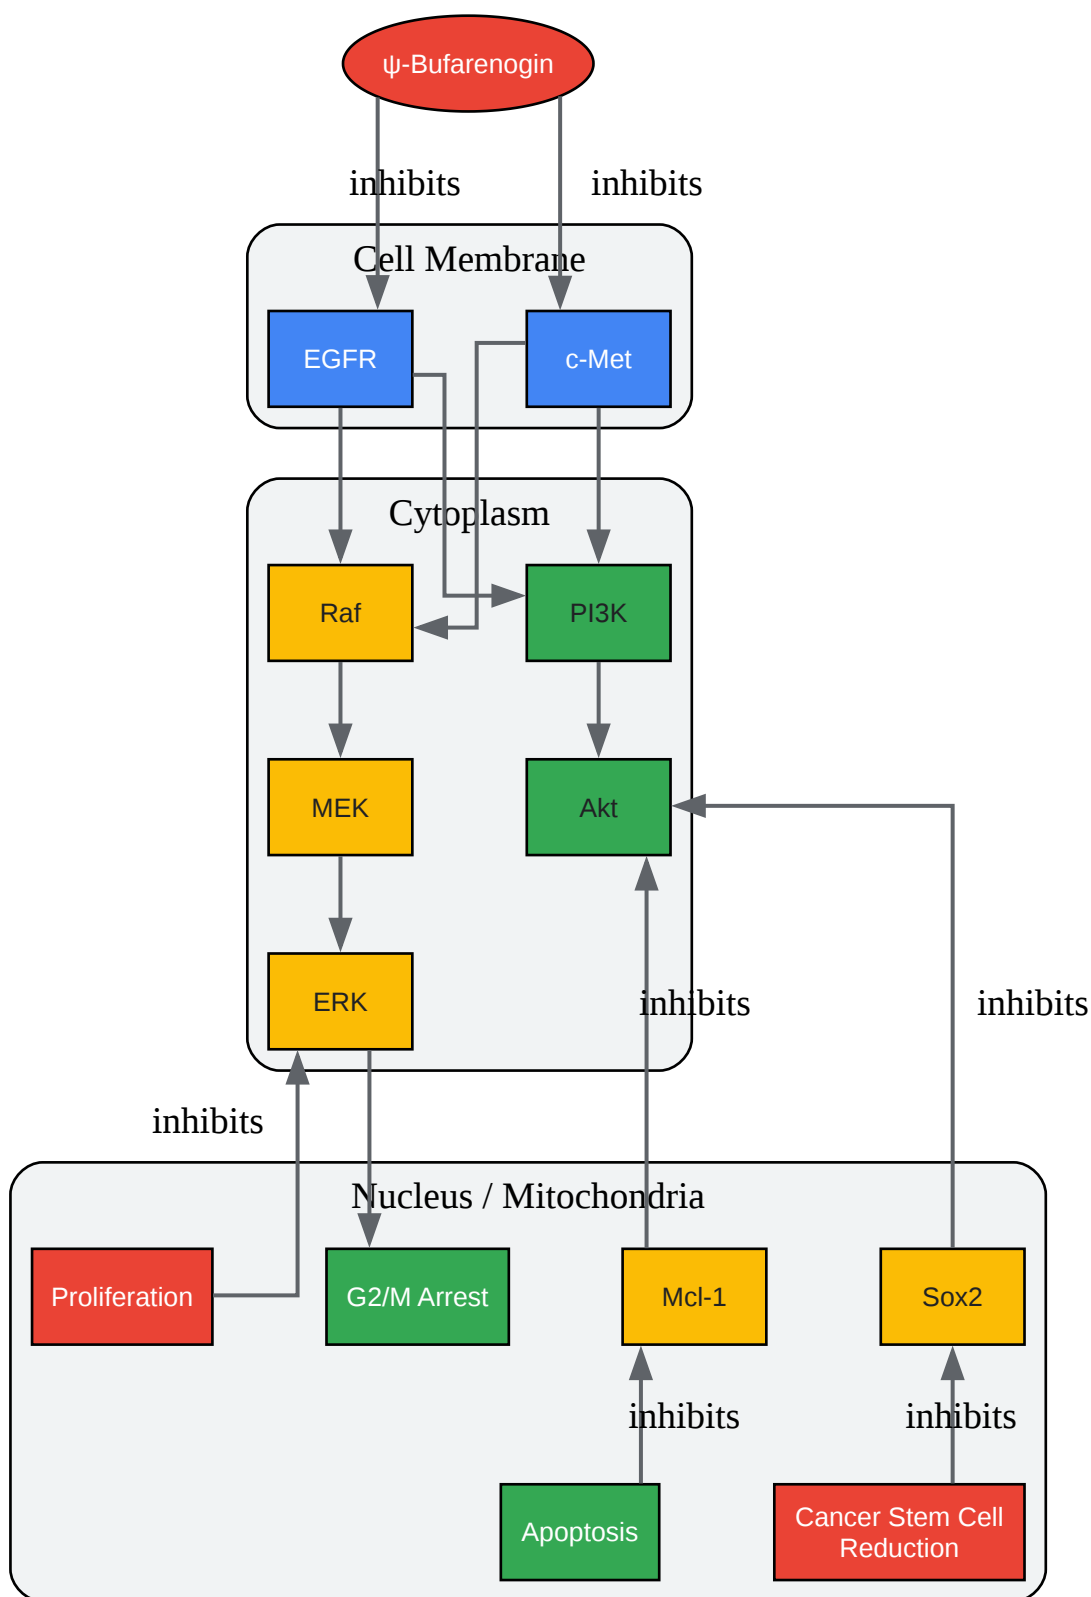 ψ-Bufarenogin
inhibits
inhibits
Cell Membrane
EGFR
c-Met
Cytoplasm
Raf
PI3K
MEK
Akt
ERK
inhibits
inhibits
inhibits
Nucleus / Mitochondria
Proliferation
G2/M Arrest
Mcl-1
Sox2
inhibits
inhibits
Apoptosis
Cancer Stem Cell
Reduction